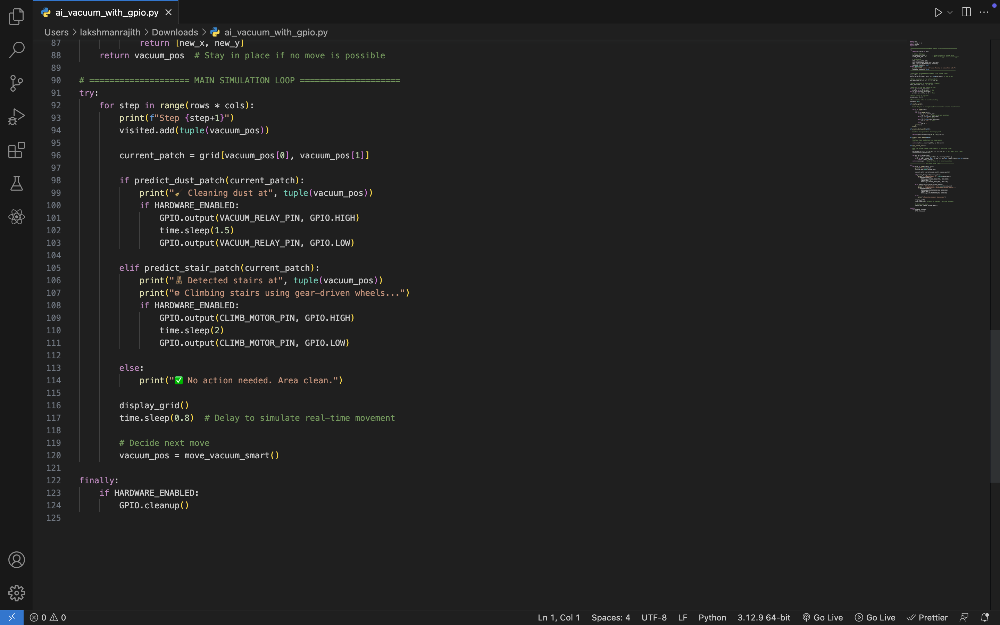 ai_vacuum_with_gpio.py
Users > lakshmanrajith > Downloads > ai_vacuum_with_gpio.py
87 return [new_x, new_y]
88 return vacuum_pos  # Stay in place if no move is possible
89
90 # ==================== MAIN SIMULATION LOOP ====================
91 try:
92     for step in range(rows * cols):
93         print(f"Step {step+1}")
94         visited.add(tuple(vacuum_pos))
95
96         current_patch = grid[vacuum_pos[0], vacuum_pos[1]]
97
98         if predict_dust_patch(current_patch):
99             print("🧹 Cleaning dust at", tuple(vacuum_pos))
100             if HARDWARE_ENABLED:
101                 GPIO.output(VACUUM_RELAY_PIN, GPIO.HIGH)
102                 time.sleep(1.5)
103                 GPIO.output(VACUUM_RELAY_PIN, GPIO.LOW)
104
105         elif predict_stair_patch(current_patch):
106             print("🪜 Detected stairs at", tuple(vacuum_pos))
107             print("⚙ Climbing stairs using gear-driven wheels...")
108             if HARDWARE_ENABLED:
109                 GPIO.output(CLIMB_MOTOR_PIN, GPIO.HIGH)
110                 time.sleep(2)
111                 GPIO.output(CLIMB_MOTOR_PIN, GPIO.LOW)
112
113         else:
114             print("✅ No action needed. Area clean.")
115
116         display_grid()
117         time.sleep(0.8)  # Delay to simulate real-time movement
118
119         # Decide next move
120         vacuum_pos = move_vacuum_smart()
121
122 finally:
123     if HARDWARE_ENABLED:
124         GPIO.cleanup()
125
0 0 Ln 1, Col 1 Spaces: 4 UTF-8 LF Python 3.12.9 64-bit Go Live Go Live Prettier